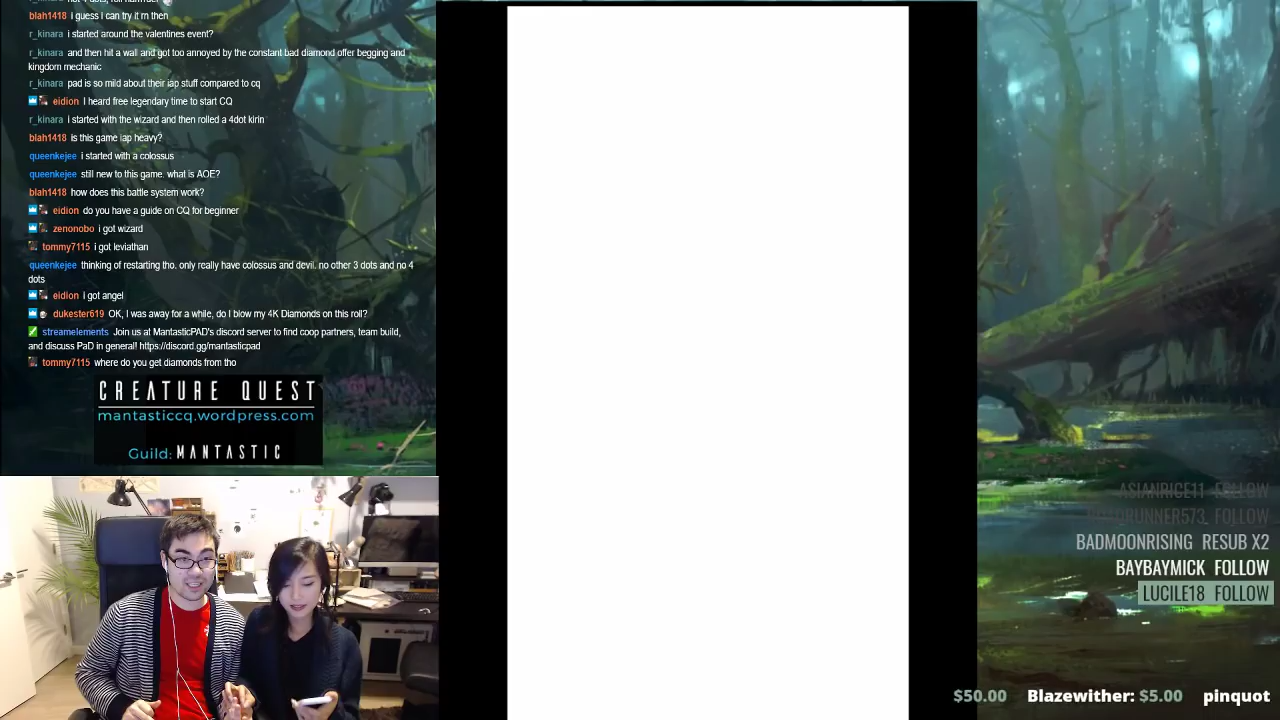 blah1418 i guess I can try it rn then
r_kinara i started around the valentines event?
r_kinara and then hit a wall and got too annoyed by the constant bad diamond offer begging and
kingdom mechanic
r_kinara pad is so mild about their iap stuff compared to cq
eidion I heard free legendary time to start CQ
r_kinara i started with the wizard and then rolled a 4dot kirin
blah1418 is this game iap heavy?
queenkejee i started with a colossus
queenkejee still new to this game. what is AOE?
blah1418 how does this battle system work?
eidion do you have a guide on CQ for beginner
zenonobo i got wizard
tommy7115 i got leviathan
queenkejee thinking of restarting tho. only really have colossus and devil. no other 3 dots and no 4
dots
eidion i got angel
dukester619 OK, I was away for a while, do I blow my 4K Diamonds on this roll?
streamelements Join us at MantasticPAD's discord server to find coop partners, team build,
and discuss PaD in general! https://discord.gg/mantasticpad
tommy7115 where do you get diamonds from tho
CREATURE QUEST
mantasticcq.wordpress.com
Guild: MANTASTIC
ASIANRICE11 FOLLOW
FOLLOW
BADMOONRISING RESUB X2
BAYBAYMICK FOLLOW
LUCILE18 FOLLOW
$50.00 Blazewither: $5.00 pinquot